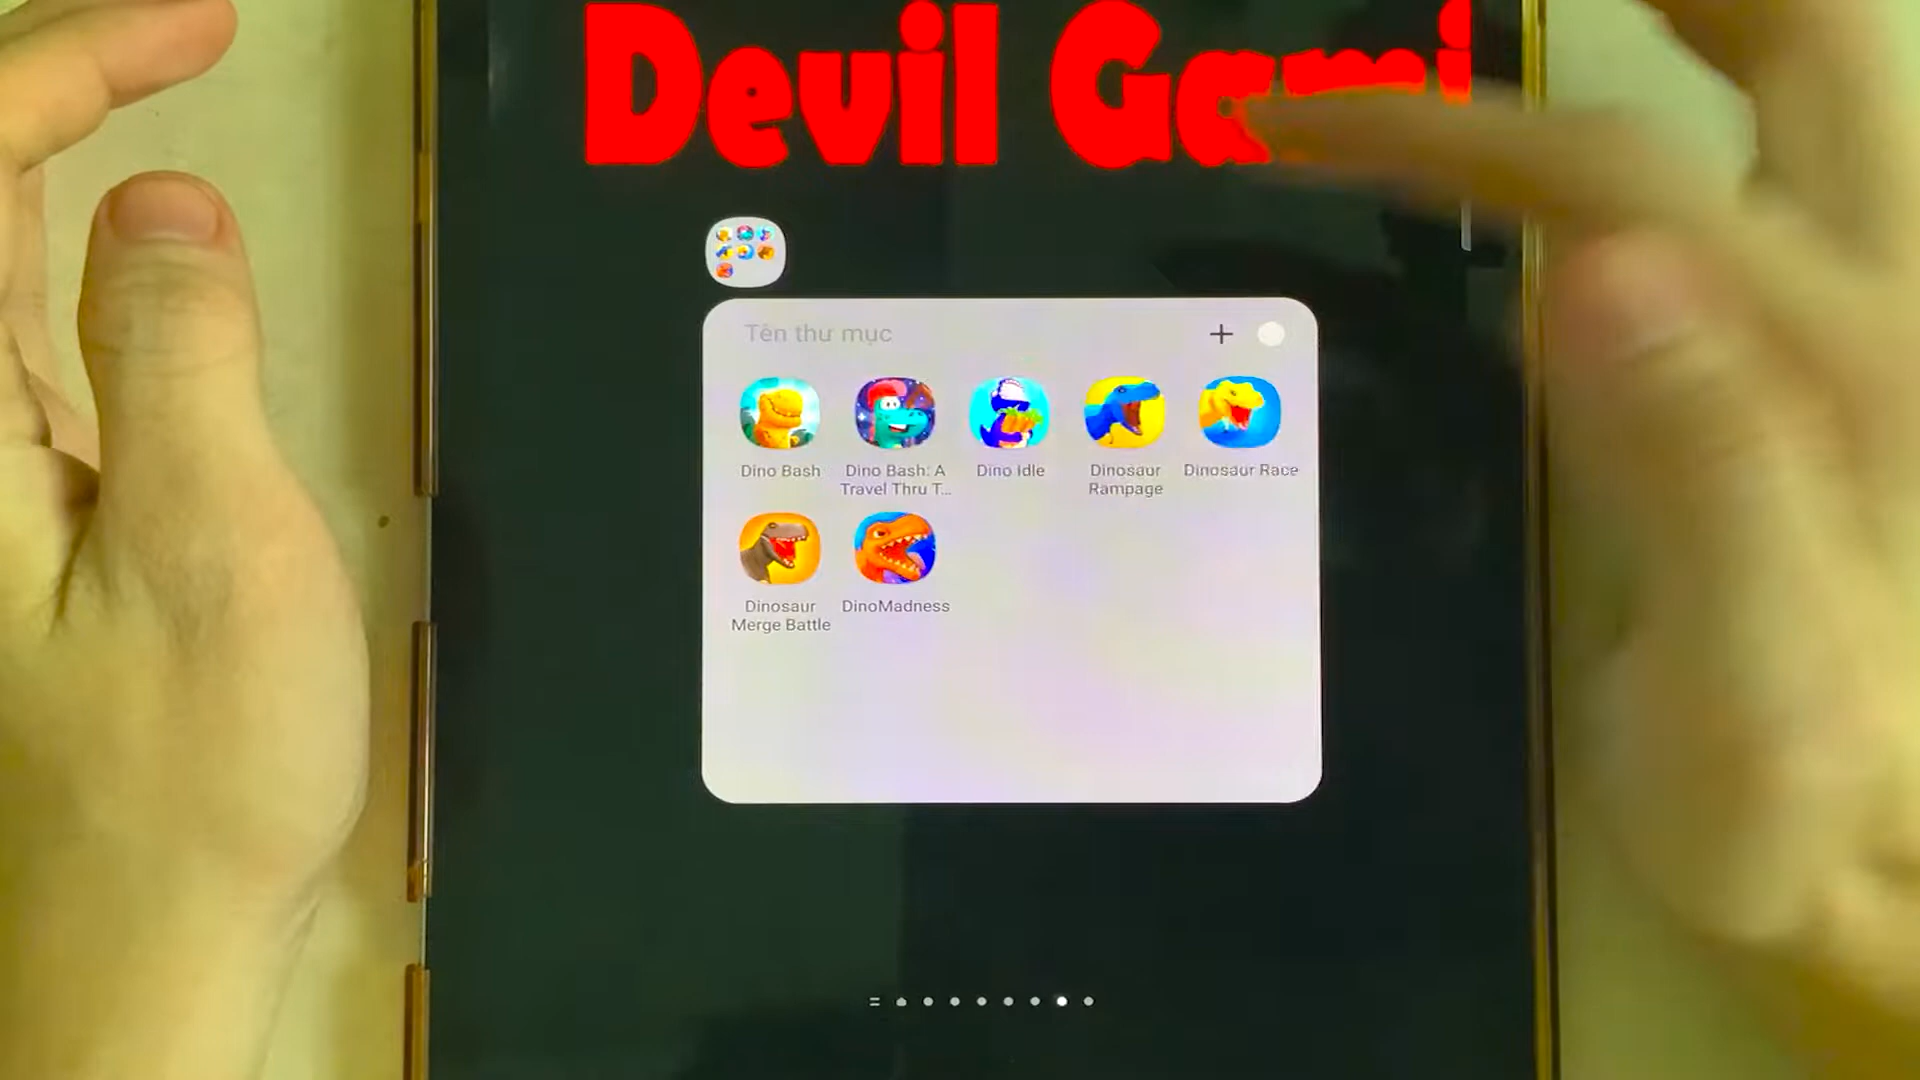 Devil Gami
Tên thư mục
Dino Bash
Dino Bash: A
Travel Thru T...
Dino Idle
Dinosaur
Rampage
Dinosaur Race
Dinosaur
Merge Battle
DinoMadness